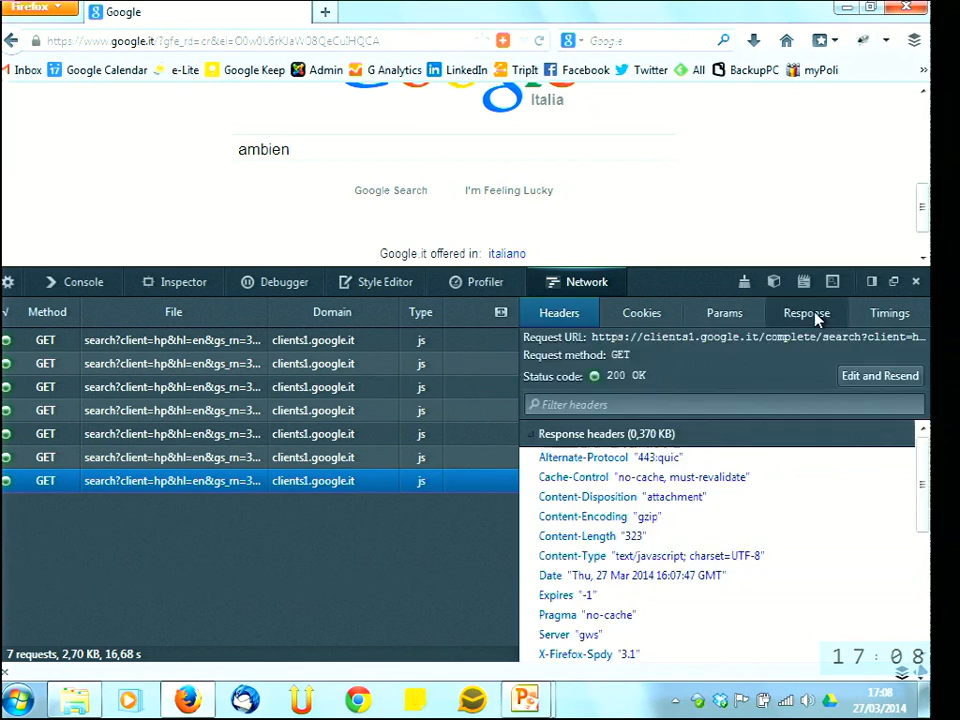 Firefox
Google
https://www.google.it/?gfe_rd=cr&ei=
Google
Inbox
Google Calendar
e-Lite
Google Keep
Admin
G Analytics
LinkedIn
TripIt
Facebook
Twitter
All
BackupPC
myPoli
»
Italia
ambien
Google Search
I'm Feeling Lucky
Google.it offered in: italiano
Console
Inspector
Debugger
Style Editor
Profiler
Network
√ Method File Domain Type
Headers
Cookies
Params
Response
Timings
GET search?client=hp&hl=en&gs_rn=3... clients1.google.it js
GET search?client=hp&hl=en&gs_rn=3... clients1.google.it js
GET search?client=hp&hl=en&gs_rn=3... clients1.google.it js
GET search?client=hp&hl=en&gs_rn=3... clients1.google.it js
GET search?client=hp&hl=en&gs_rn=3... clients1.google.it js
GET search?client=hp&hl=en&gs_rn=3... clients1.google.it js
GET search?client=hp&hl=en&gs_rn=3... clients1.google.it js
Request URL: https://clients1.google.it/complete/search?client=h...
Request method: GET
Status code: 200 OK
Edit and Resend
Filter headers
Response headers (0,370 KB)
Alternate-Protocol "443:quic"
Cache-Control "no-cache, must-revalidate"
Content-Disposition "attachment"
Content-Encoding "gzip"
Content-Length "323"
Content-Type "text/javascript; charset=UTF-8"
Date "Thu, 27 Mar 2014 16:07:47 GMT"
Expires "-1"
Pragma "no-cache"
Server "gws"
X-Firefox-Spdy "3.1"
7 requests, 2,70 KB, 16,68 s
17:08
17:08
27/03/2014